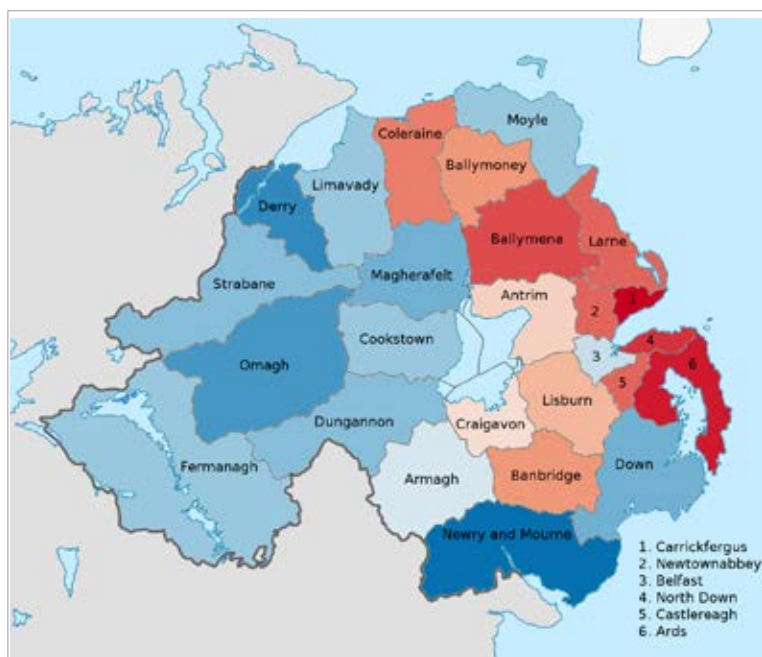 Moyle
Coleraine
Ballymoney
Limavady
Derry
Ballymena
Larne
Magherafelt
Strabane
Antrim
1
2
Cookstown
4
3
6
Omagh
5
Lisburn
Dungannon
Craigavon
Fermanagh
Down
Armagh
Banbridge
Newry and Mourne
1. Carrickfergus
2. Newtownabbey
3. Belfast
4. North Down
5. Castlereagh
6. Ards